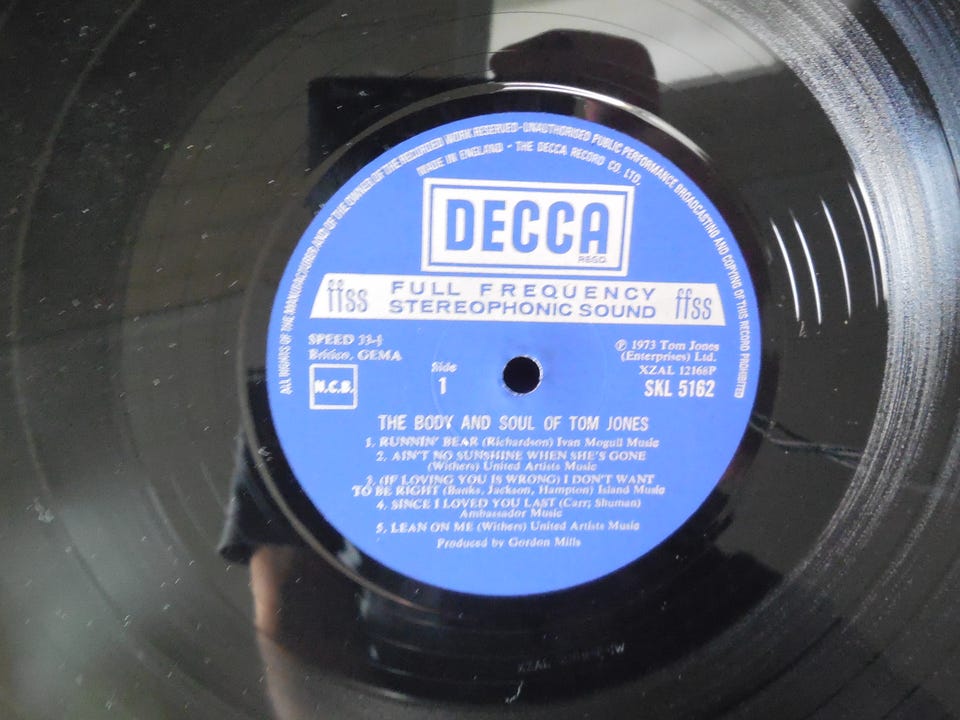 ALL RIGHTS OF THE MANUFACTURER AND OF THE OWNER OF THE RECORDED WORK RESERVED · UNAUTHORISED PUBLIC PERFORMANCE BROADCASTING AND COPYING OF THIS RECORD PROHIBITED
MADE IN ENGLAND - THE DECCA RECORD CO. LTD.
DECCA
REGD
ffss FULL FREQUENCY ffss
STEREOPHONIC SOUND
SPEED 33⅓
Britico, GEMA
N.C.B.
Side
1
℗ 1973 Tom Jones
(Enterprises) Ltd.
XZAL 12168P
SKL 5162
THE BODY AND SOUL OF TOM JONES
1. RUNNIN' BEAR (Richardson) Ivan Mogull Music
2. AIN'T NO SUNSHINE WHEN SHE'S GONE
(Withers) United Artists Music
3. (IF LOVING YOU IS WRONG) I DON'T WANT
TO BE RIGHT (Banks, Jackson, Hampton) Island Music
4. SINCE I LOVED YOU LAST (Carr; Shuman)
Ambassador Music
5. LEAN ON ME (Withers) United Artists Music
Produced by Gordon Mills
XZAL